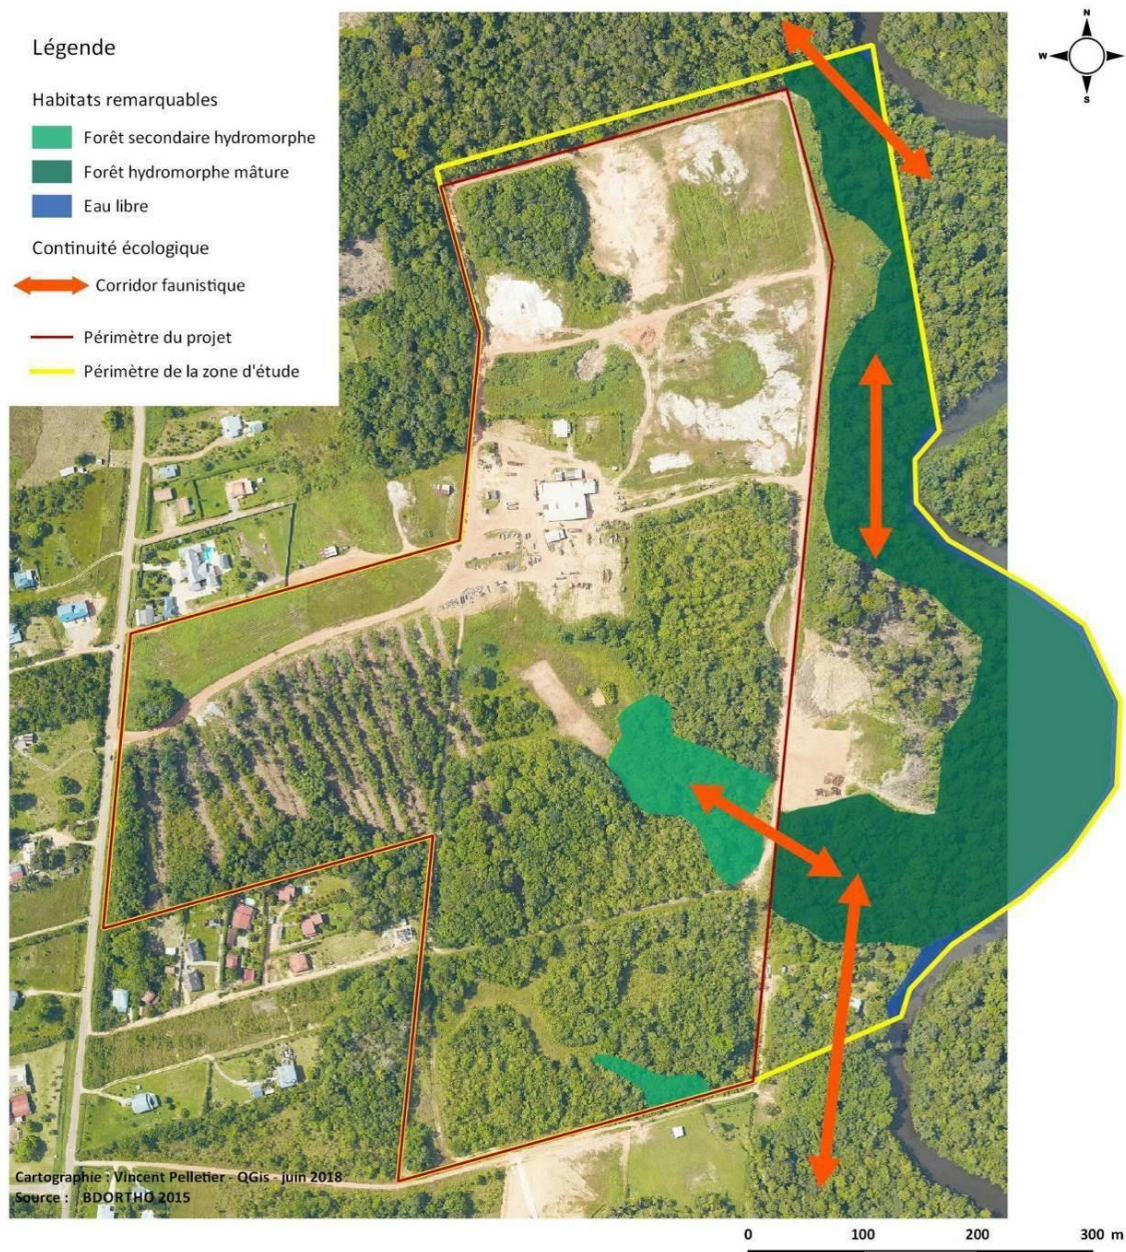 Légende
Habitats remarquables
Forêt secondaire hydromorphe
Forêt hydromorphe mâture
Eau libre
Continuité écologique
Corridor faunistique
Périmètre du projet
Périmètre de la zone d'étude
N
W
S
Cartographie : Vincent Pelletier - QGis - juin 2018
Source : BDORTHO 2015
0 100 200 300 m